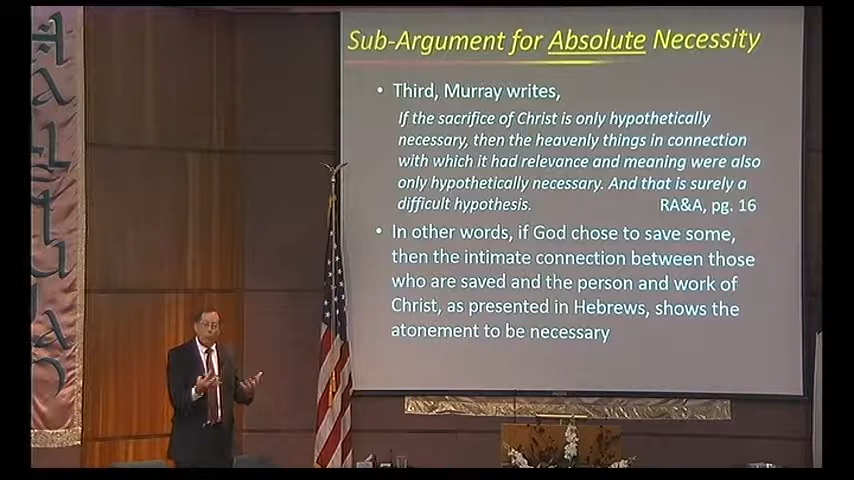 Sub-Argument for Absolute Necessity
• Third, Murray writes,
If the sacrifice of Christ is only hypothetically
necessary, then the heavenly things in connection
with which it had relevance and meaning were also
only hypothetically necessary. And that is surely a
difficult hypothesis. RA&A, pg. 16
• In other words, if God chose to save some,
then the intimate connection between those
who are saved and the person and work of
Christ, as presented in Hebrews, shows the
atonement to be necessary